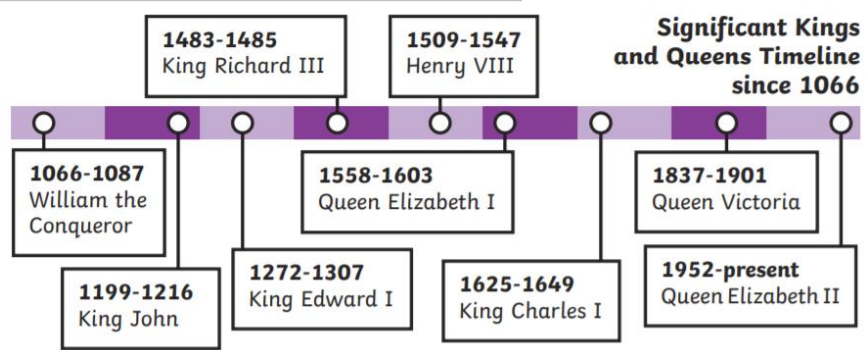 Significant Kings
and Queens Timeline
since 1066
1483-1485
King Richard III
1509-1547
Henry VIII
1066-1087
William the
Conqueror
1558-1603
Queen Elizabeth I
1837-1901
Queen Victoria
1199-1216
King John
1272-1307
King Edward I
1625-1649
King Charles I
1952-present
Queen Elizabeth II